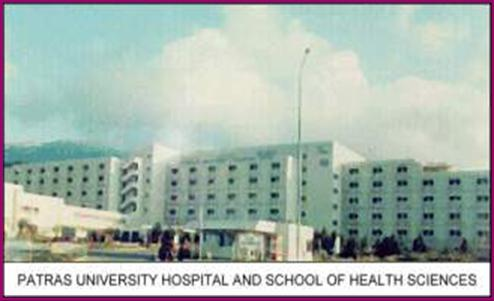 PATRAS UNIVERSITY HOSPITAL AND SCHOOL OF HEALTH SCIENCES